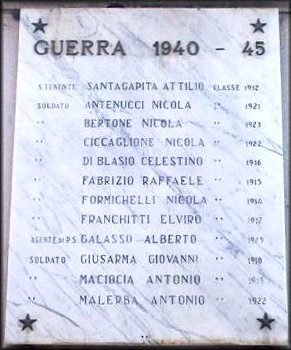 GUERRA 1940 - 45
S. TENENTE SANTAGAPITA ATTILIO CLASSE 1912
SOLDATO ANTENUCCI NICOLA " 1921
" BERTONE NICOLA " 1923
" CICCAGLIONE NICOLA " 1922
" DI BLASIO CELESTINO " 1916
" FABRIZIO RAFFAELE " 1915
" FORMICHELLI NICOLA "
" FRANCHITTI ELVIRO " 1912
AGENTE DI P.S. GALASSO ALBERTO "
SOLDATO GIUSARMA GIOVANNI " 1910
" MACIOCIA ANTONIO "
" MALERBA ANTONIO " 1922